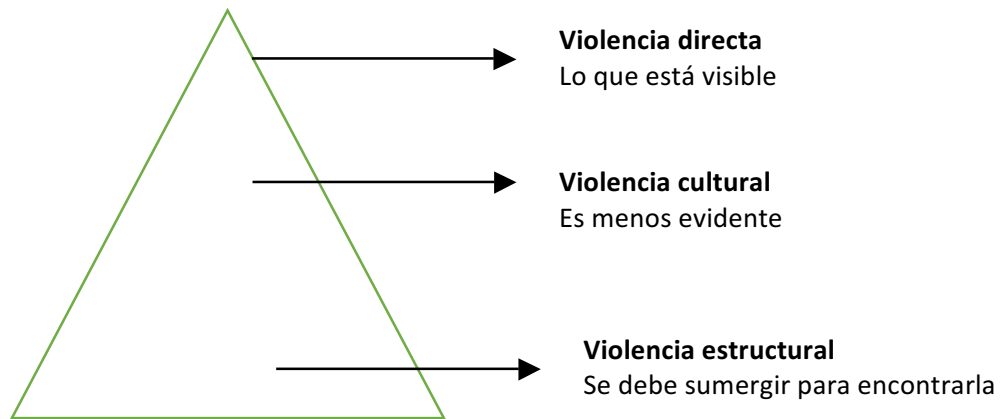 Violencia directa
Lo que está visible
Violencia cultural
Es menos evidente
Violencia estructural
Se debe sumergir para encontrarla